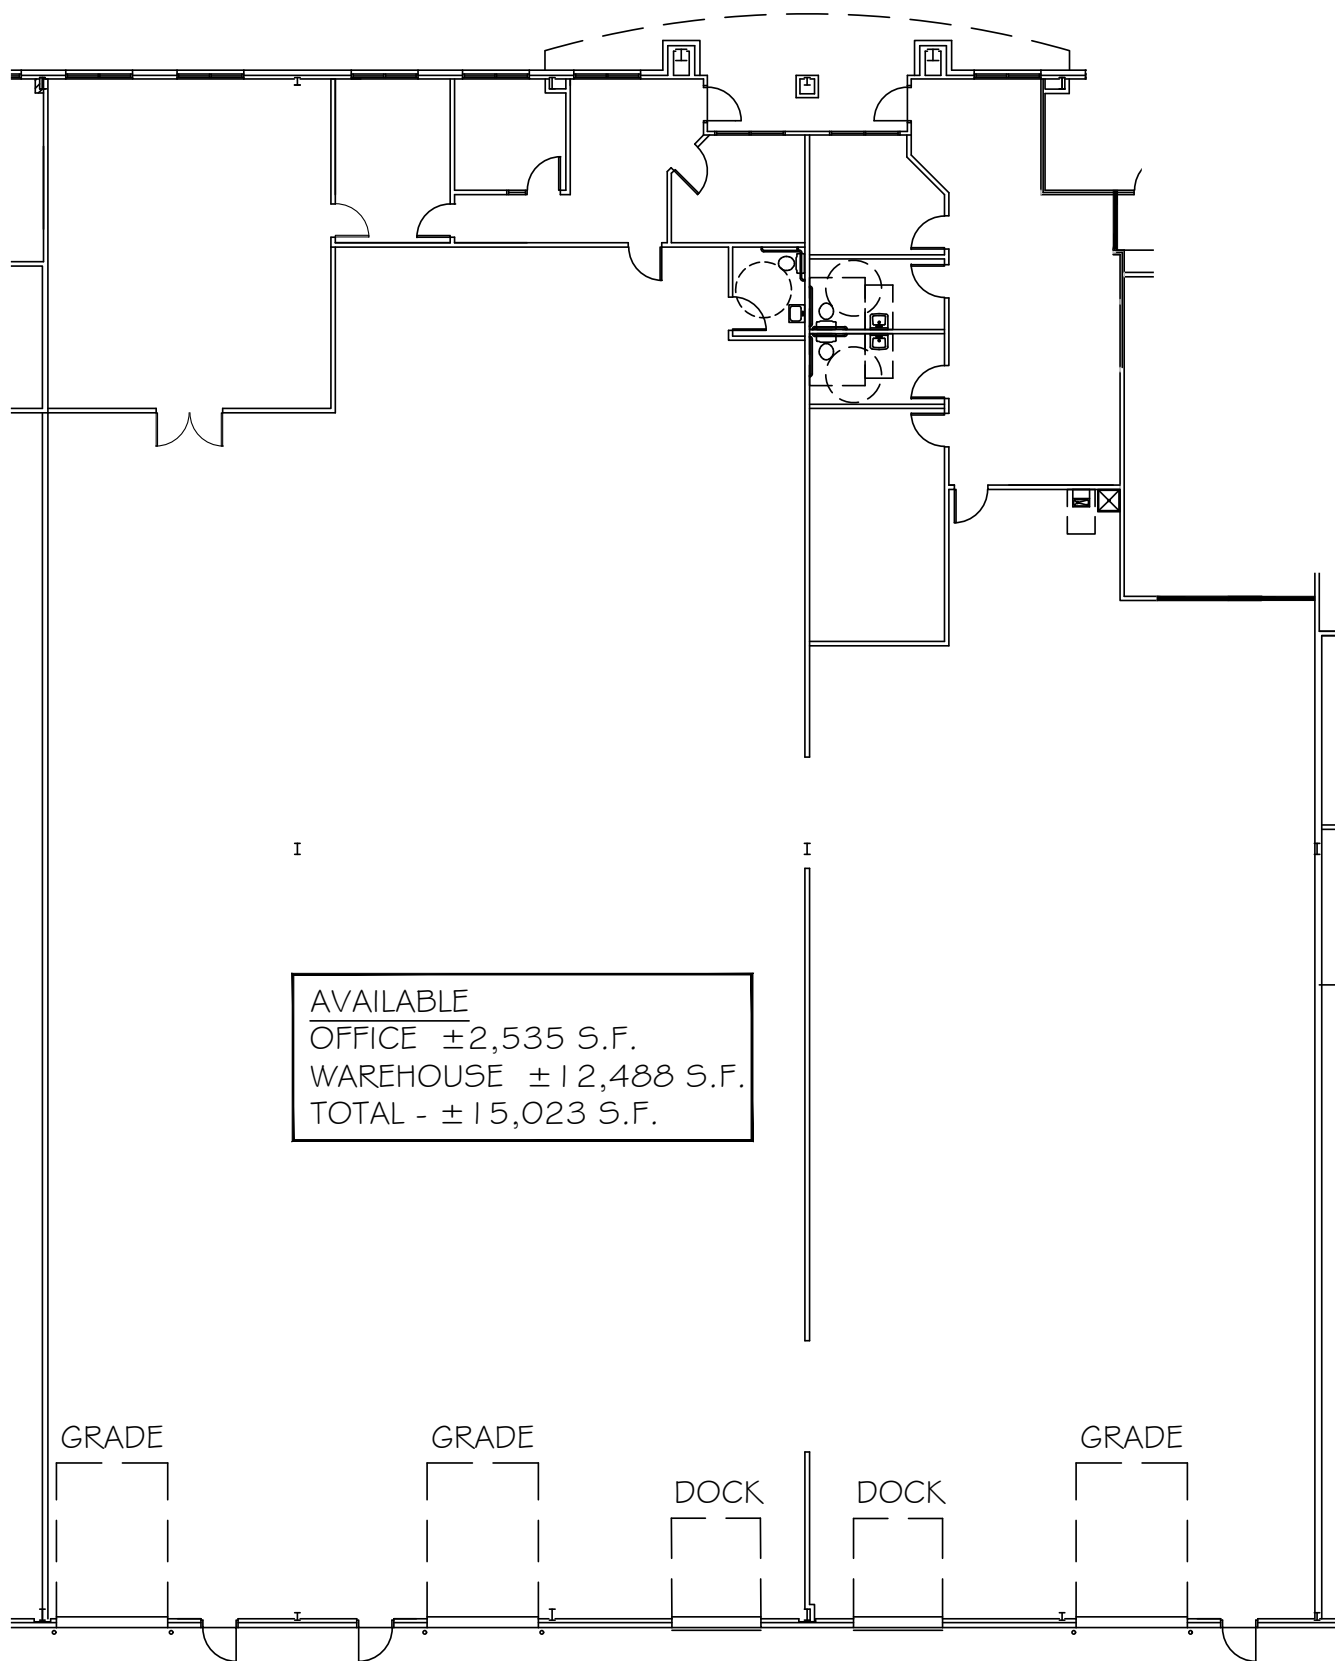 AVAILABLE
OFFICE ±2,535 S.F.
WAREHOUSE ±12,488 S.F.
TOTAL - ±15,023 S.F.
GRADE
GRADE
GRADE
DOCK
DOCK